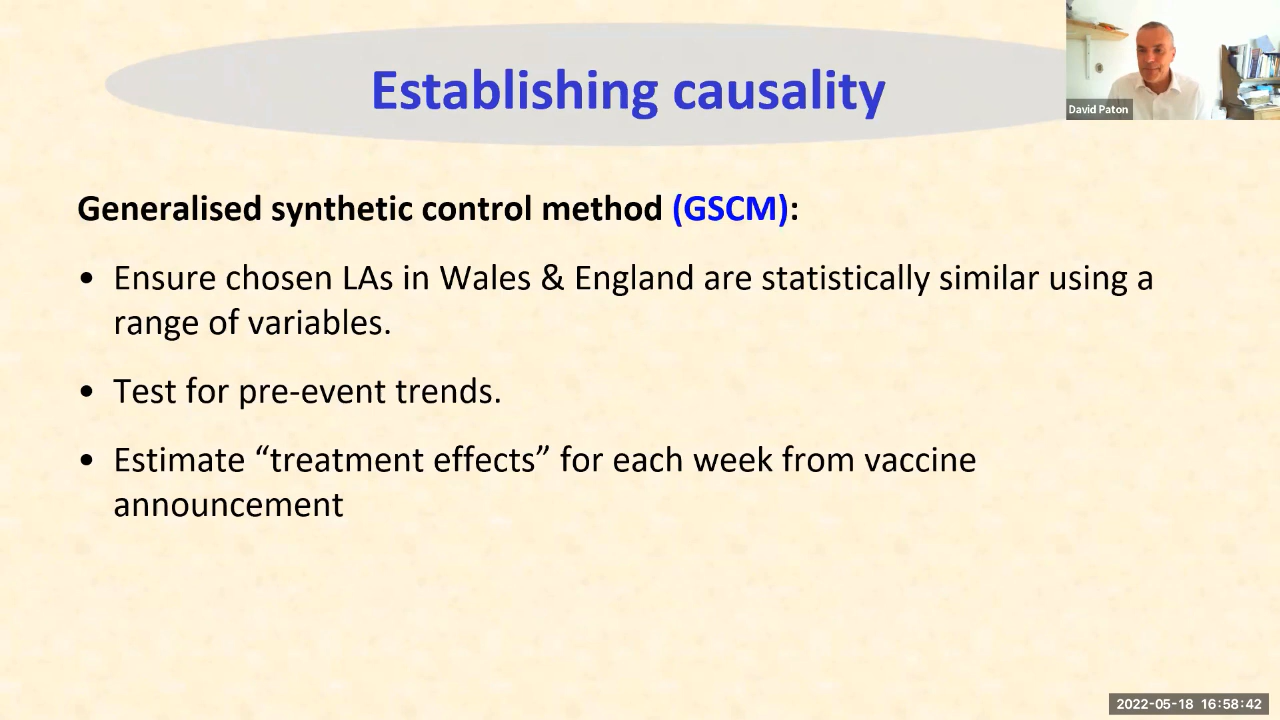 Establishing causality
David Paton
Generalised synthetic control method (GSCM):
• Ensure chosen LAs in Wales & England are statistically similar using a
range of variables.
• Test for pre-event trends.
• Estimate “treatment effects” for each week from vaccine
announcement
2022-05-18 16:58:42